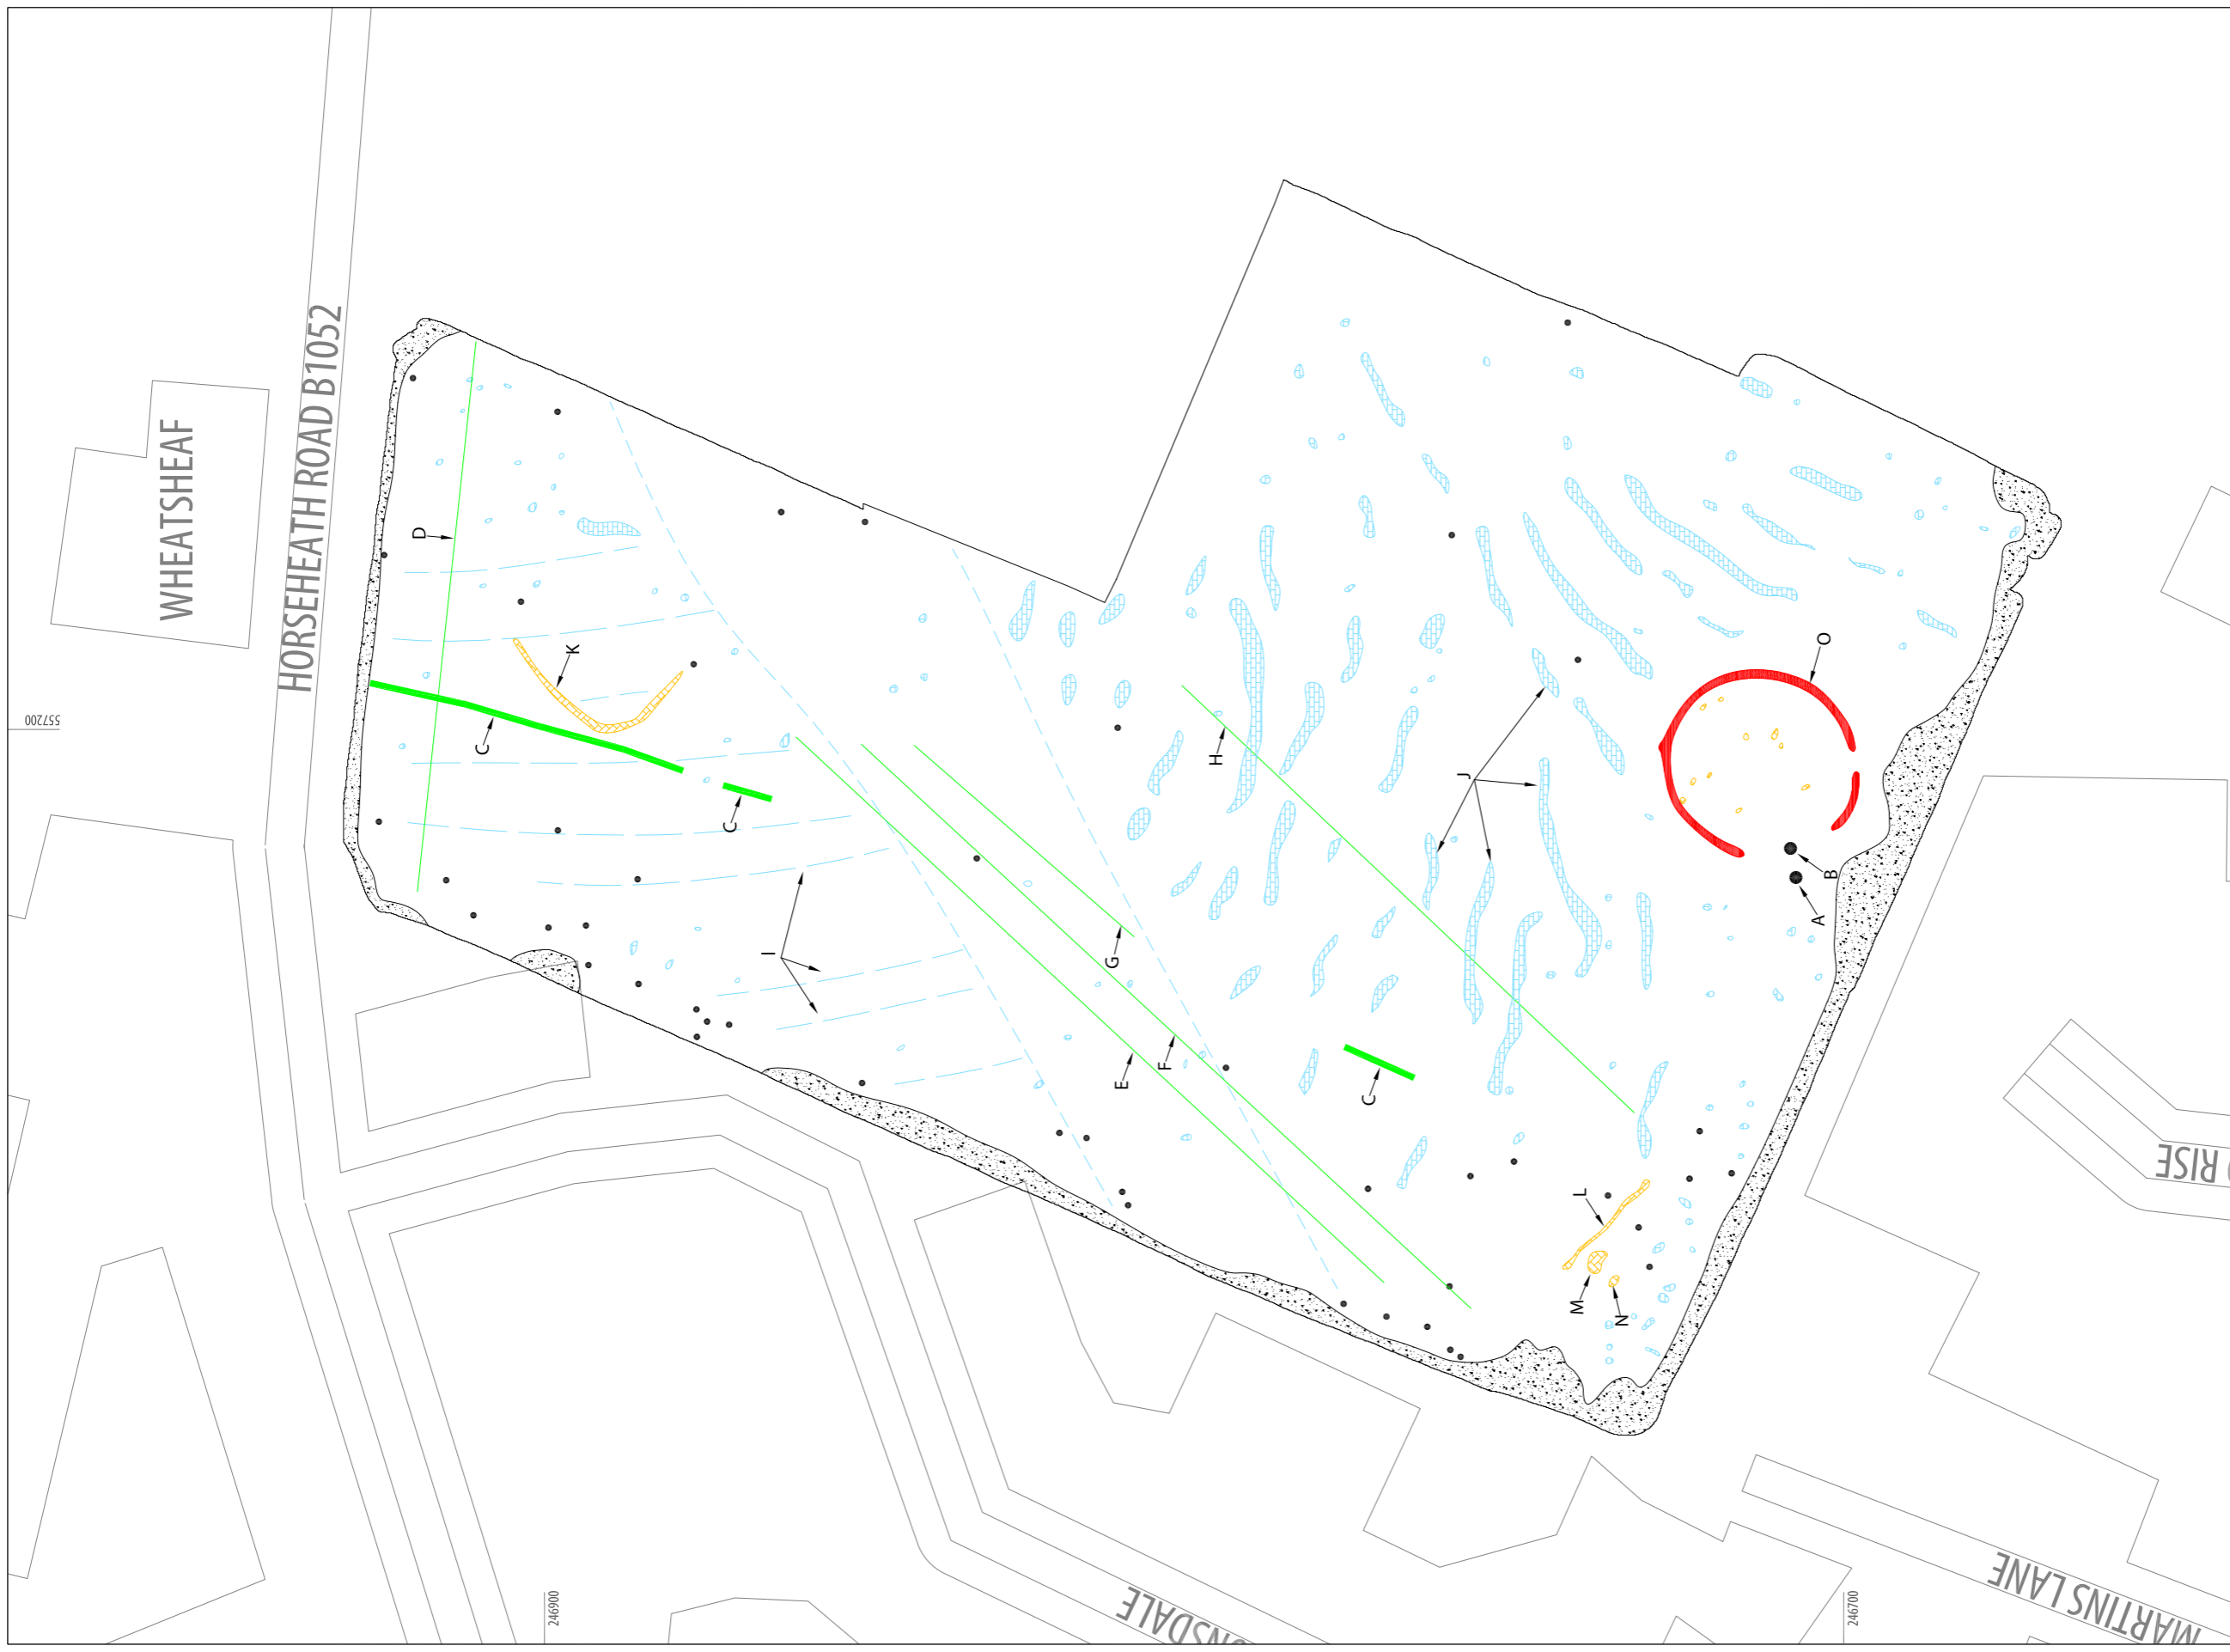 WHEATSHEAF
HORSEHEATH ROAD B1052
557200
D
K
C
C
I
H
G
E
F
C
J
O
B
A
L
M
N
246900
246700
RISE
MARTINS LANE